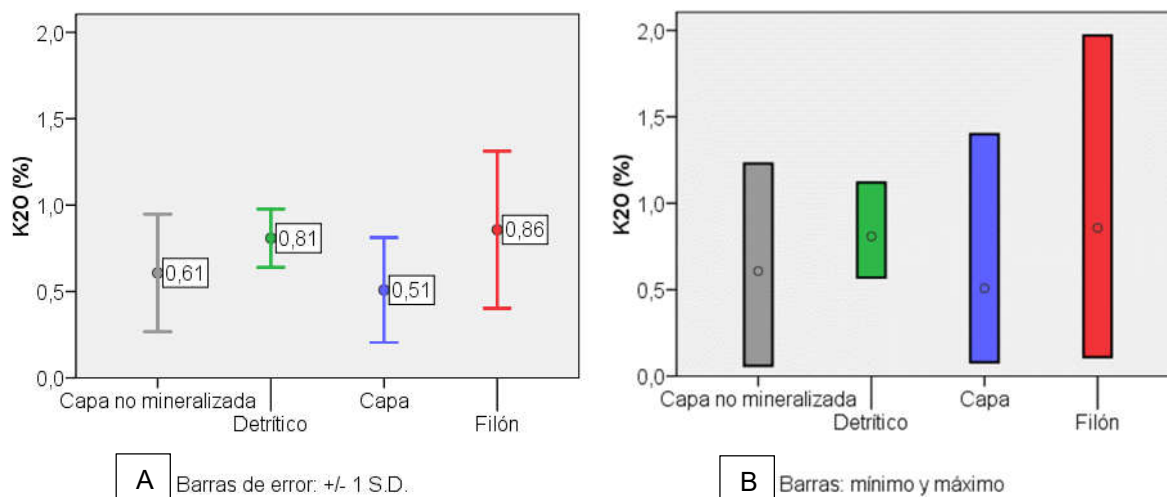 2,0
1,5
1,0
0,5
0,0
K2O (%)
0,61
0,81
0,51
0,86
Capa no mineralizada
Detrítico
Capa
Filón
A
Barras de error: +/- 1 S.D.
2,0
1,5
1,0
0,5
0,0
K2O (%)
Capa no mineralizada
Detrítico
Capa
Filón
B
Barras: mínimo y máximo